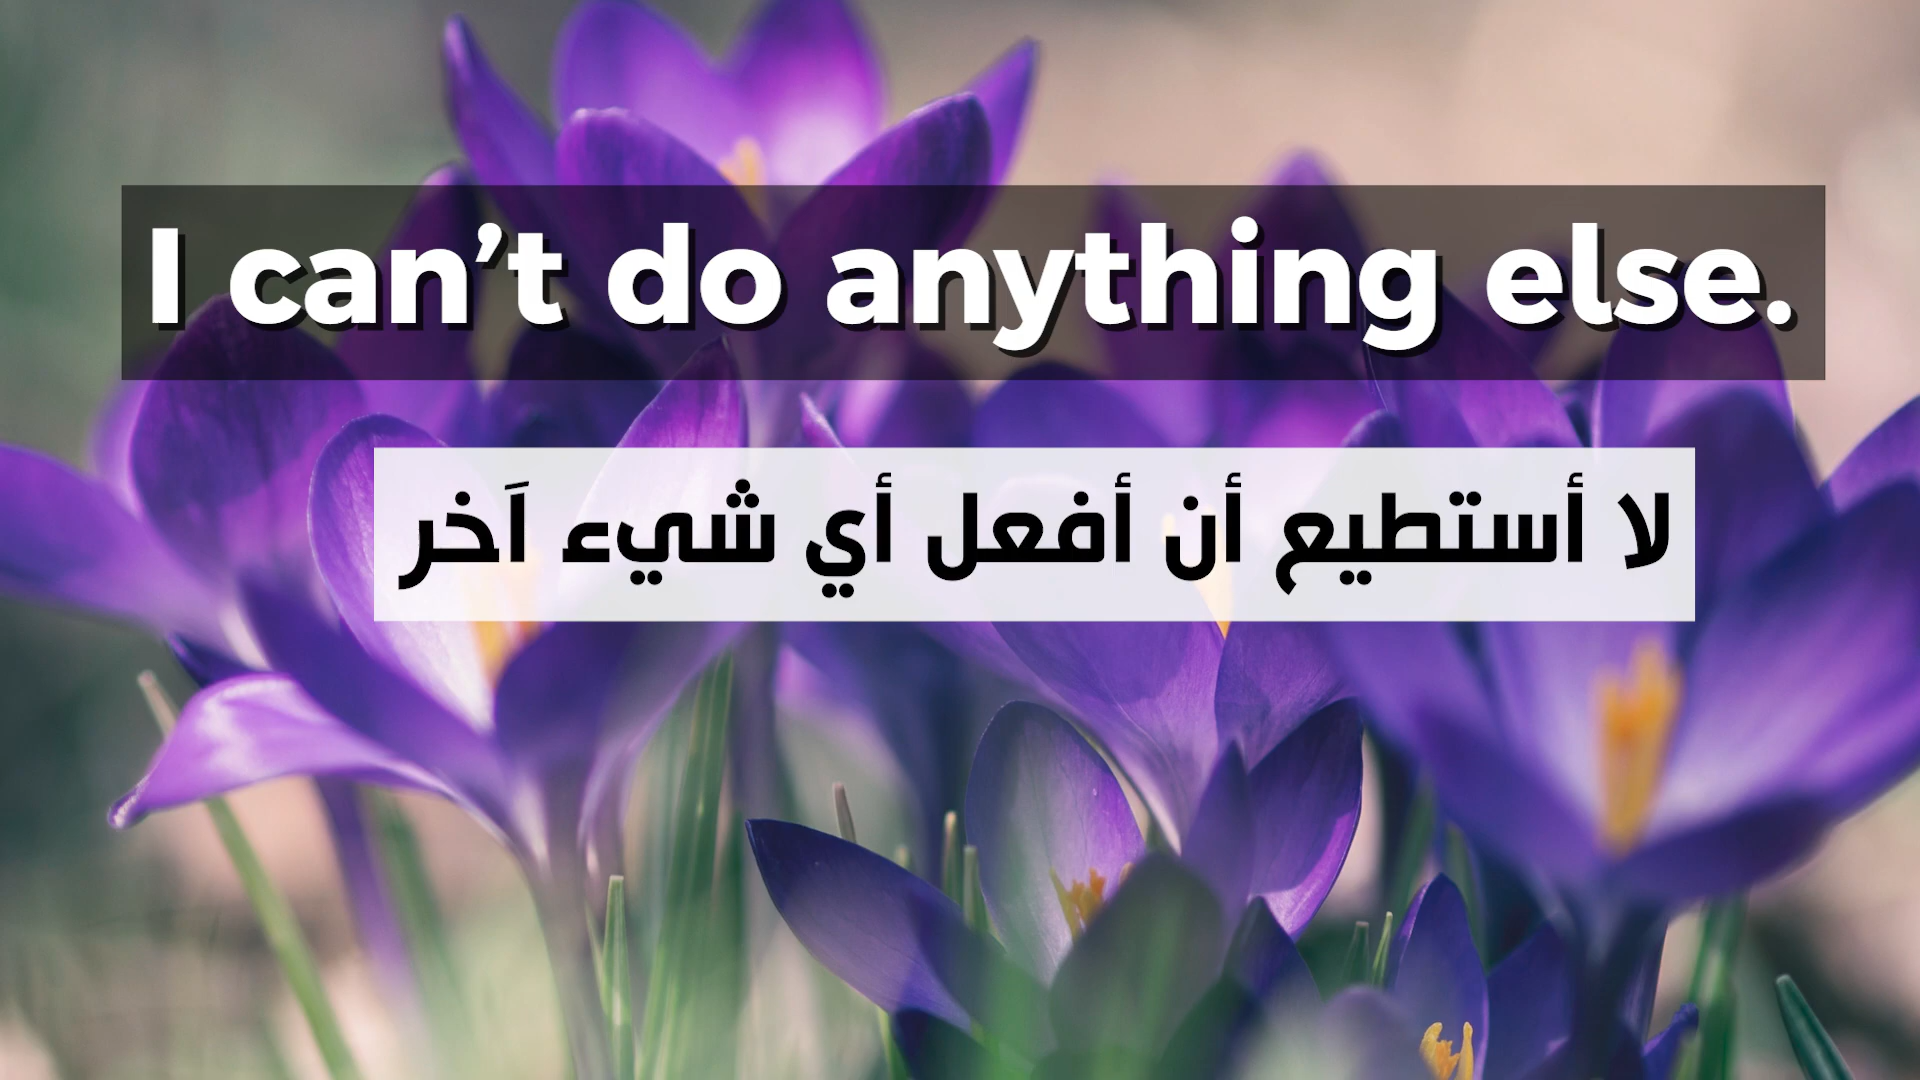 I can’t do anything else.
لا أستطيع أن أفعل أي شيء اَخر